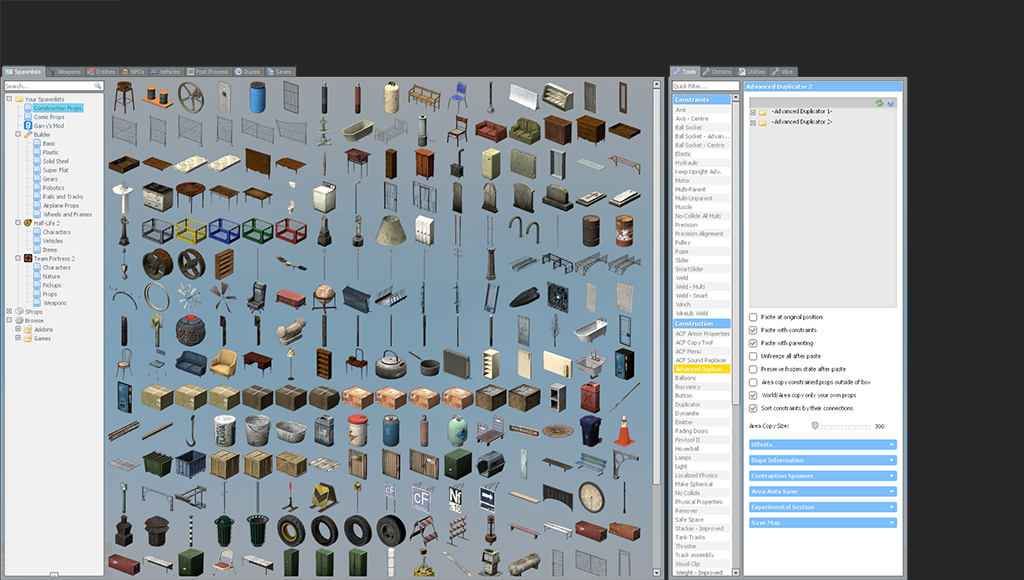 Spawnlists Weapons Entities NPCs Vehicles Post Process Dupes Saves
Search...
Your Spawnlists
Construction Props
Comic Props
Garry's Mod
Builder
Basic
Plastic
Solid Steel
Super Flat
Gears
Robotics
Rails and Tracks
Airplane Props
Wheels and Frames
Half-Life 2
Characters
Vehicles
Items
Team Fortress 2
Characters
Nature
Pickups
Props
Weapons
SProps
Browse
Addons
Games
cF
cF
Tools Options Utilities Wire
Quick Filter...
Constraints
Axis
Axis - Centre
Ball Socket
Ball Socket - Advan...
Ball Socket - Centre
Elastic
Hydraulic
Keep Upright Adv.
Motor
Multi-Parent
Multi-Unparent
Muscle
No-Collide All Multi
Precision
Precision Alignment
Pulley
Rope
Slider
SmartSlider
Weld
Weld - Multi
Weld - Smart
Winch
WireLib Weld
Construction
ACF Armor Properties
ACF Copy Tool
ACF Menu
ACF Sound Replacer
Advanced Duplicat...
Balloons
Buoyancy
Button
Duplicator
Dynamite
Emitter
Fading Doors
Fin-tool II
Hoverball
Lamps
Light
Localized Physics
Make Spherical
No Collide
Physical Properties
Remover
Safe Space
Stacker - Improved
Tank Tracks
Thruster
Track assembly
Visual Clip
Weight - Improved
Advanced Duplicator 2
-Advanced Duplicator 1-
-Advanced Duplicator 2-
Paste at original position
Paste with constraints
Paste with parenting
Unfreeze all after paste
Preserve frozen state after paste
Area copy constrained props outside of box
World/Area copy only your own props
Sort constraints by their connections
Area Copy Size: 300
Offsets
Dupe Information
Contraption Spawner
Area Auto Save
Experimental Section
Save Map